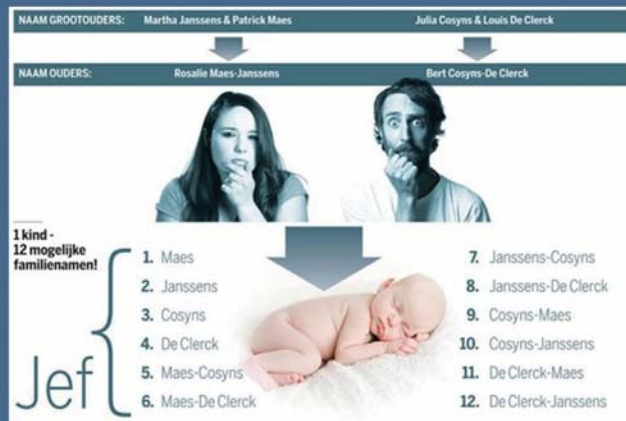 NAAM GROOTOUDERS: Martha Janssens & Patrick Maes Julia Cosyns & Louis De Clerck
NAAM OUDERS: Rosalie Maes-Janssens Bert Cosyns-De Clerck
1 kind -
12 mogelijke
familienamen!
Jef
1. Maes
2. Janssens
3. Cosyns
4. De Clerck
5. Maes-Cosyns
6. Maes-De Clerck
7. Janssens-Cosyns
8. Janssens-De Clerck
9. Cosyns-Maes
10. Cosyns-Janssens
11. De Clerck-Maes
12. De Clerck-Janssens